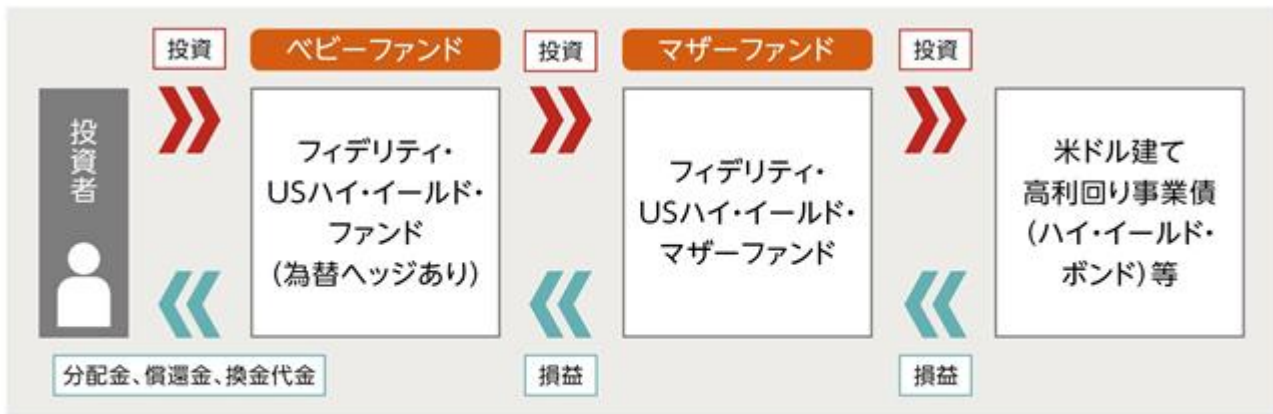 投資
ベビーファンド
投資
マザーファンド
投資
投資者
フィデリティ・
USハイ・イールド・
ファンド
(為替ヘッジあり)
フィデリティ・
USハイ・イールド・
マザーファンド
米ドル建て
高利回り事業債
(ハイ・イールド・
ボンド)等
分配金、償還金、換金代金
損益
損益